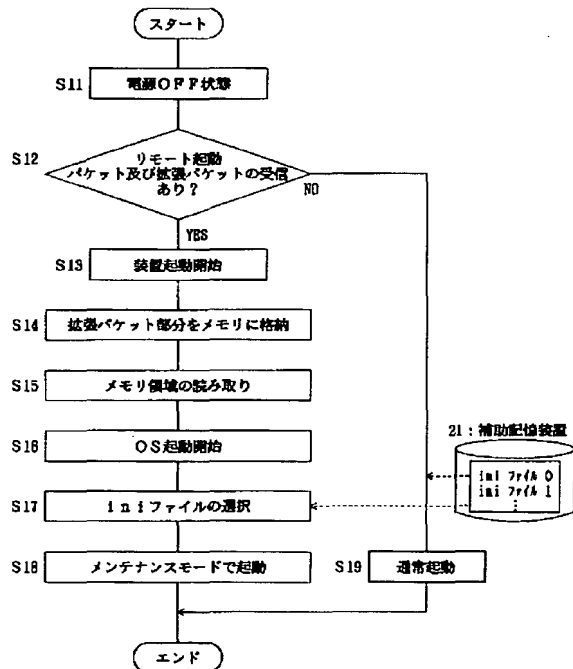 スタート
S11 電源OFF状態
S12 リモート起動
パケット及び拡張パケットの受信
あり?
NO
YES
S13 装置起動開始
S14 拡張パケット部分をメモリに格納
S15 メモリ領域の読み取り
S16 OS起動開始
21:補助記憶装置
iniファイル0
iniファイル1
S17 iniファイルの選択
S18 メンテナンスモードで起動
S19 通常起動
エンド